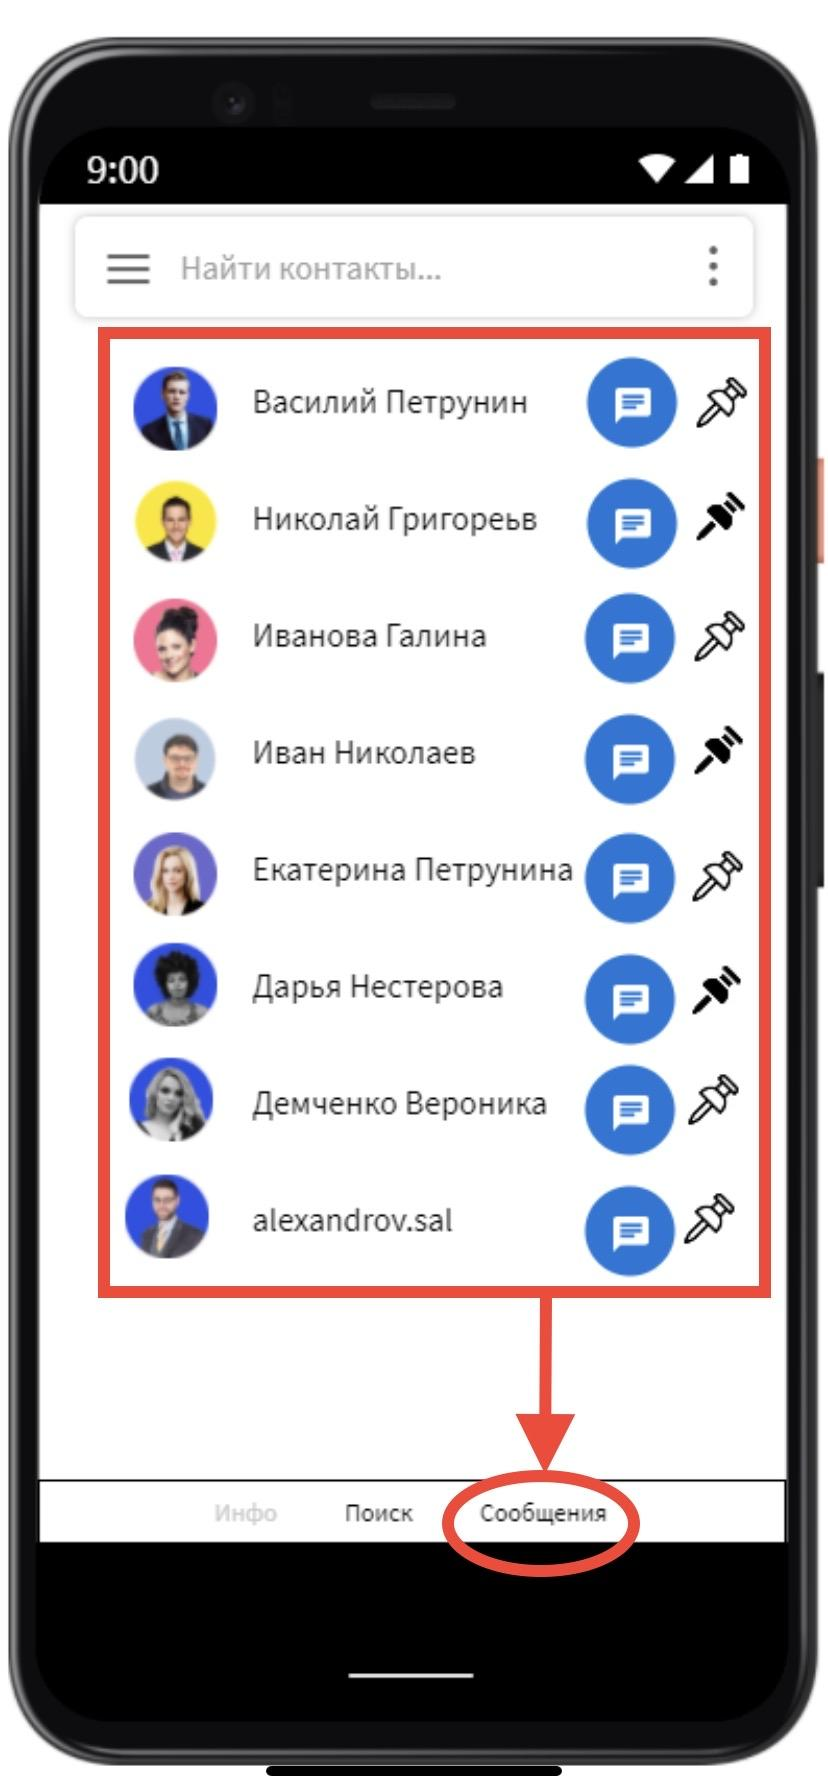 9:00
Найти контакты...
Василий Петрунин
Николай Григореьв
Иванова Галина
Иван Николаев
Екатерина Петрунина
Дарья Нестерова
Демченко Вероника
alexandrov.sal
Инфо Поиск Сообщения